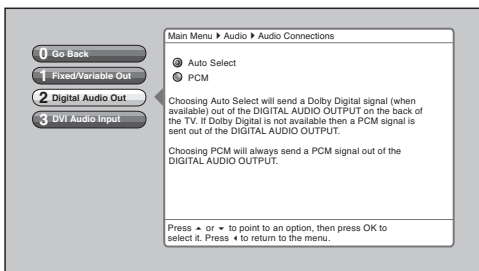 Main Menu ▶ Audio ▶ Audio Connections
0 Go Back
1 Fixed/Variable Out
2 Digital Audio Out
3 DVI Audio Input
Auto Select
PCM
Choosing Auto Select will send a Dolby Digital signal (when
available) out of the DIGITAL AUDIO OUTPUT on the back of
the TV. If Dolby Digital is not available then a PCM signal is
sent out of the DIGITAL AUDIO OUTPUT.
Choosing PCM will always send a PCM signal out of the
DIGITAL AUDIO OUTPUT.
Press ▲ or ▼ to point to an option, then press OK to
select it. Press ◀ to return to the menu.